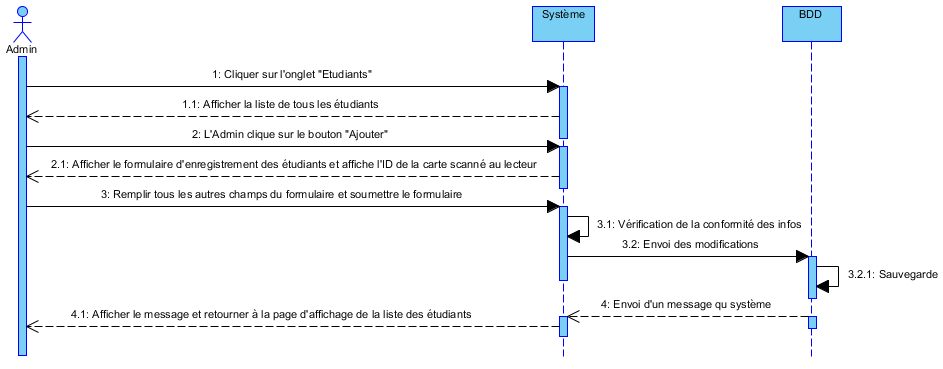 Système
BDD
Admin
1: Cliquer sur l'onglet "Etudiants"
1.1: Afficher la liste de tous les étudiants
2: L'Admin clique sur le bouton "Ajouter"
2.1: Afficher le formulaire d'enregistrement des étudiants et affiche l'ID de la carte scanné au lecteur
3: Remplir tous les autres champs du formulaire et soumettre le formulaire
3.1: Vérification de la conformité des infos
3.2: Envoi des modifications
3.2.1: Sauvegarde
4: Envoi d'un message qu système
4.1: Afficher le message et retourner à la page d'affichage de la liste des étudiants